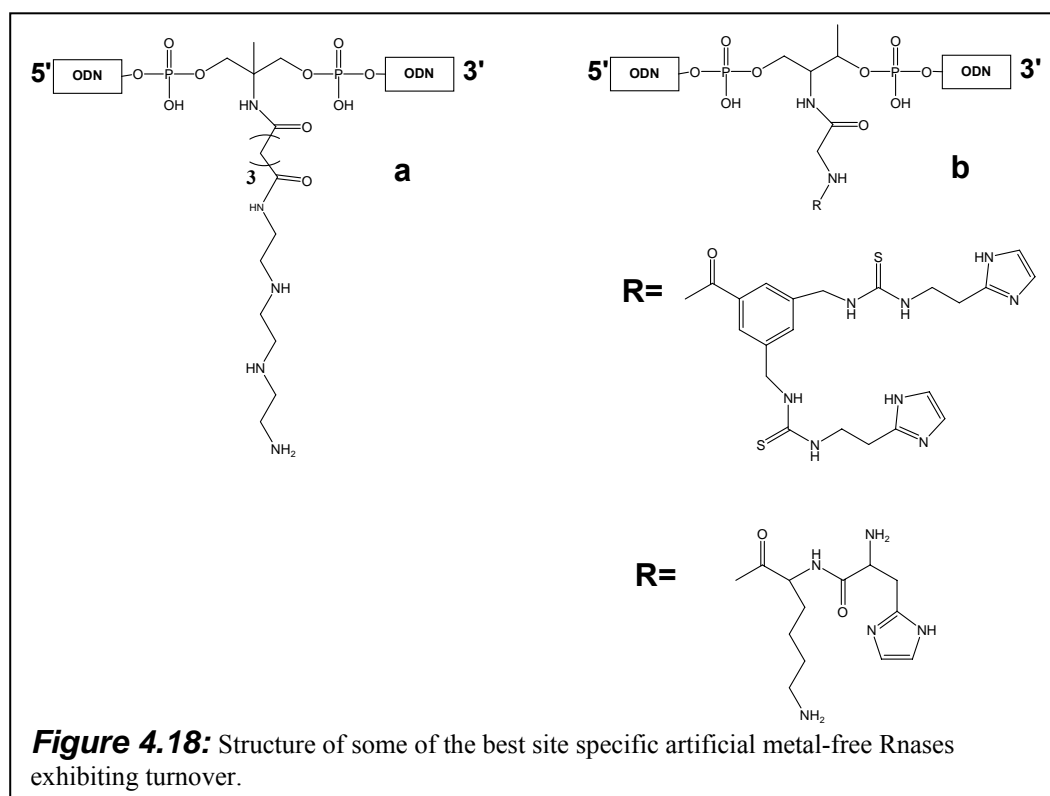 5' ODN O P O OH O O P O OH O ODN 3'
HN O
3 O
HN
NH
HN
NH2
a
5' ODN O P O OH O O P O OH O ODN 3'
HN O
NH
R
b
R= O S N H N H HN N
NH S N H HN N
R= O H N NH2 O N NH
NH2
Figure 4.18: Structure of some of the best site specific artificial metal-free Rnases
exhibiting turnover.